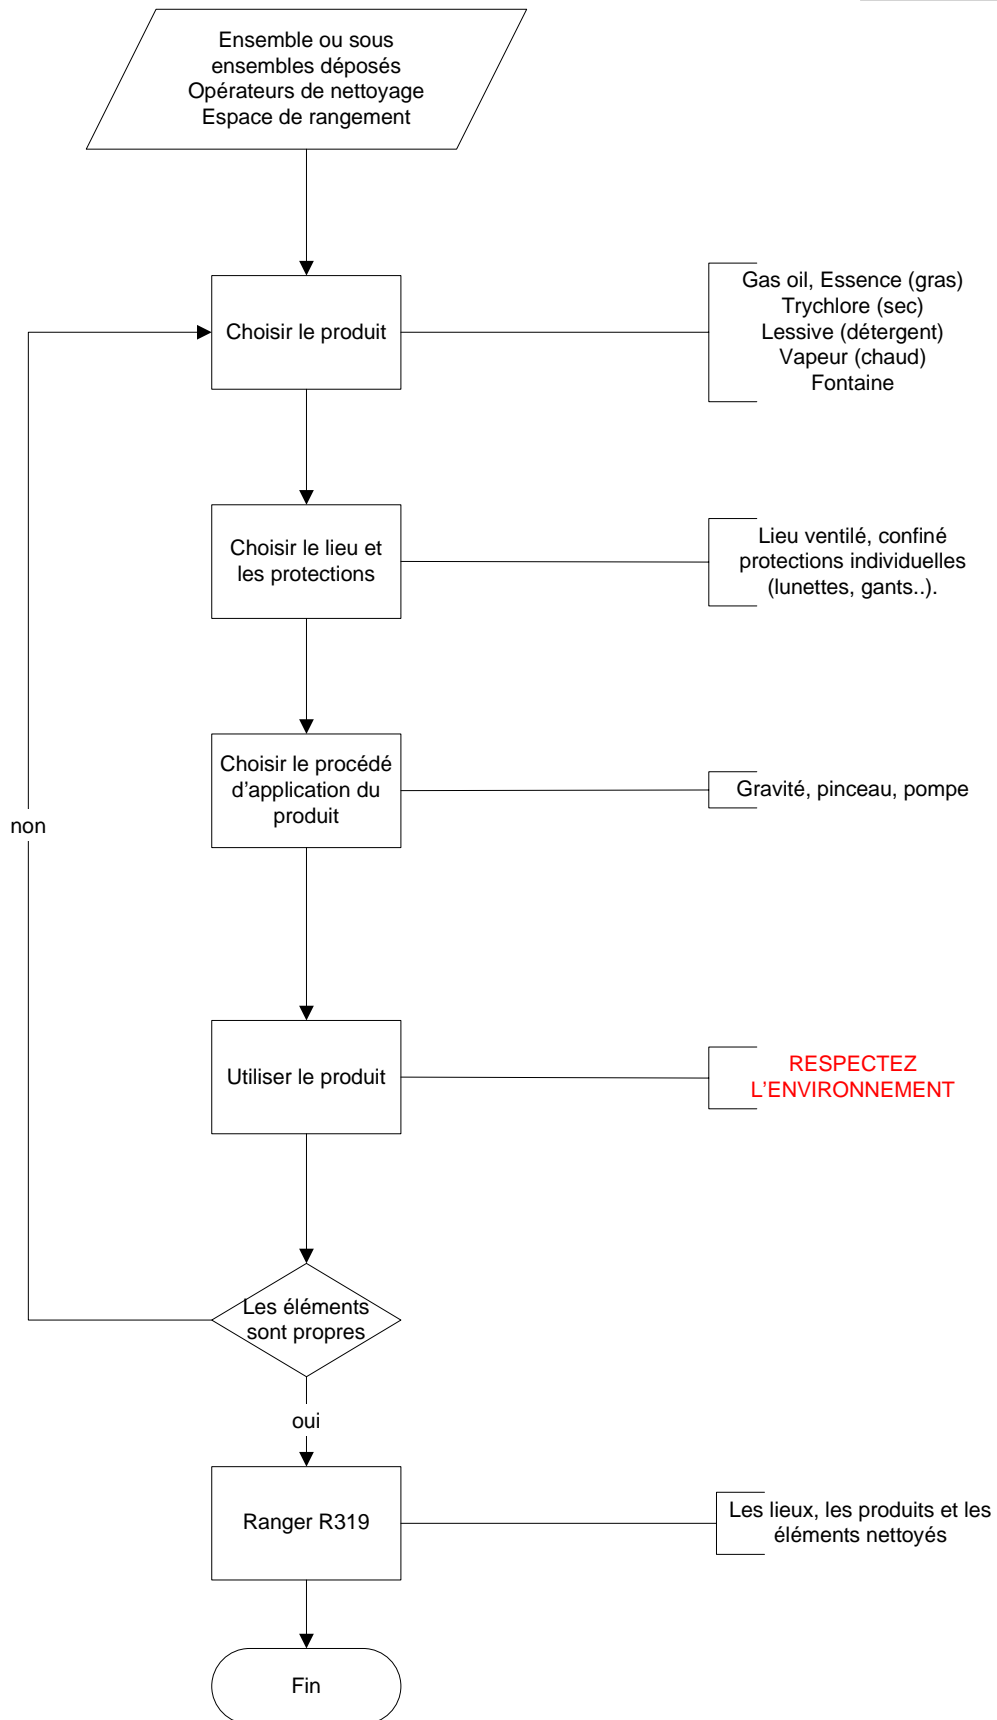 Ensemble ou sous
ensembles déposés
Opérateurs de nettoyage
Espace de rangement
Choisir le produit
Gas oil, Essence (gras)
Trychlore (sec)
Lessive (détergent)
Vapeur (chaud)
Fontaine
Choisir le lieu et
les protections
Lieu ventilé, confiné
protections individuelles
(lunettes, gants..).
Choisir le procédé
d'application du
produit
Gravité, pinceau, pompe
non
Utiliser le produit
RESPECTEZ
L'ENVIRONNEMENT
Les éléments
sont propres
oui
Ranger R319
Les lieux, les produits et les
éléments nettoyés
Fin